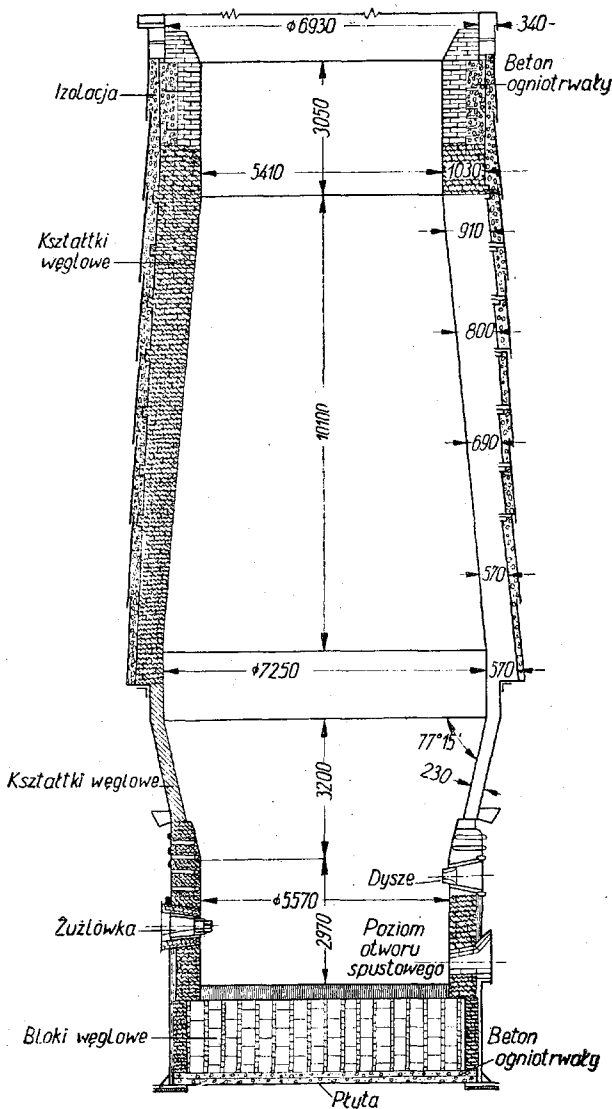 ϕ6930
340
Izolacja
Beton
ogniotrwały
3050
5410
1030
Kształtki
węglowe
910
800
10100
690
570
ϕ7250
570
77°15'
Kształtki węglowe
3200
230
Dysze
ϕ5570
Żużlówka
2970
Poziom
otworu
spustowego
Bloki węglowe
Beton
ogniotrwały
Płyta